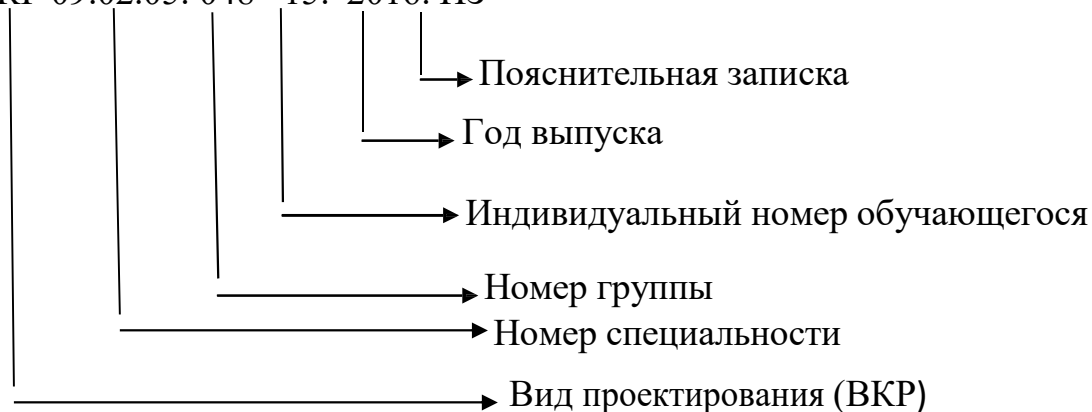 Пояснительная записка
Год выпуска
Индивидуальный номер обучающегося
Номер группы
Номер специальности
Вид проектирования (ВКР)